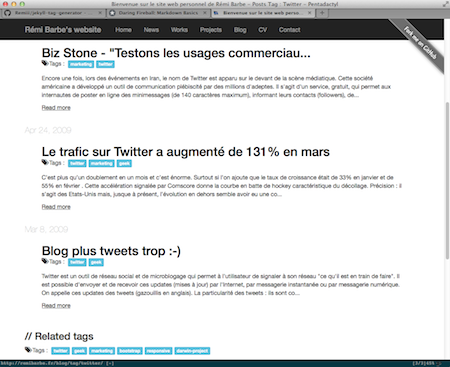 Bienvenue sur le site web personnel de Rémi Barbe – Posts Tag : Twitter – Pentadactyl
Daring Fireball: Markdown Basics
Bienvenue sur le site web perso...
Rémi Barbe's website Home News Works Projects Blog CV Contact
Fork me on GitHub
Biz Stone - "Testons les usages commerciau...
Tags : marketing twitter
Encore une fois, lors des événements en Iran, le nom de Twitter est apparu sur le devant de la scène médiatique. Cette société
américaine a développé un outil de communication plébiscité par des millions d'adeptes. Il s'agit d'un service, gratuit, qui permet aux
internautes de poster en ligne des minimessages (de 140 caractères maximum), informant leurs contacts (followers), de...
Read more
Apr 24, 2009
Le trafic sur Twitter a augmenté de 131% en mars
Tags : twitter marketing geek
C'est plus qu'un doublement en un mois et c'est énorme. Surtout si l'on ajoute que le taux de croissance était de 33% en janvier et de
55% en février . Cette accélération signalée par Comscore donne la courbe en batte de hockey caractéristique du décollage. Précision : il
s'agit des Etats-Unis mais, jusque à présent, l'évolution en dehors semble avoir eu une co...
Read more
Mar 8, 2009
Blog plus tweets trop :-)
Tags : twitter geek
Twitter est un outil de réseau social et de microblogage qui permet à l'utilisateur de signaler à son réseau "ce qu'il est en train de faire". Il
est possible d'envoyer et de recevoir ces updates (mises à jour) par l'internet, par messagerie instantanée ou par messagerie numérique.
On appelle ces updates des tweets (gazouillis en anglais). La particularité des tweets : ils sont co...
Read more
// Related tags
Tags : twitter geek marketing bootstrap responsive darwin-project
http://remibarbe.fr/blog/tag/twitter/ [-]